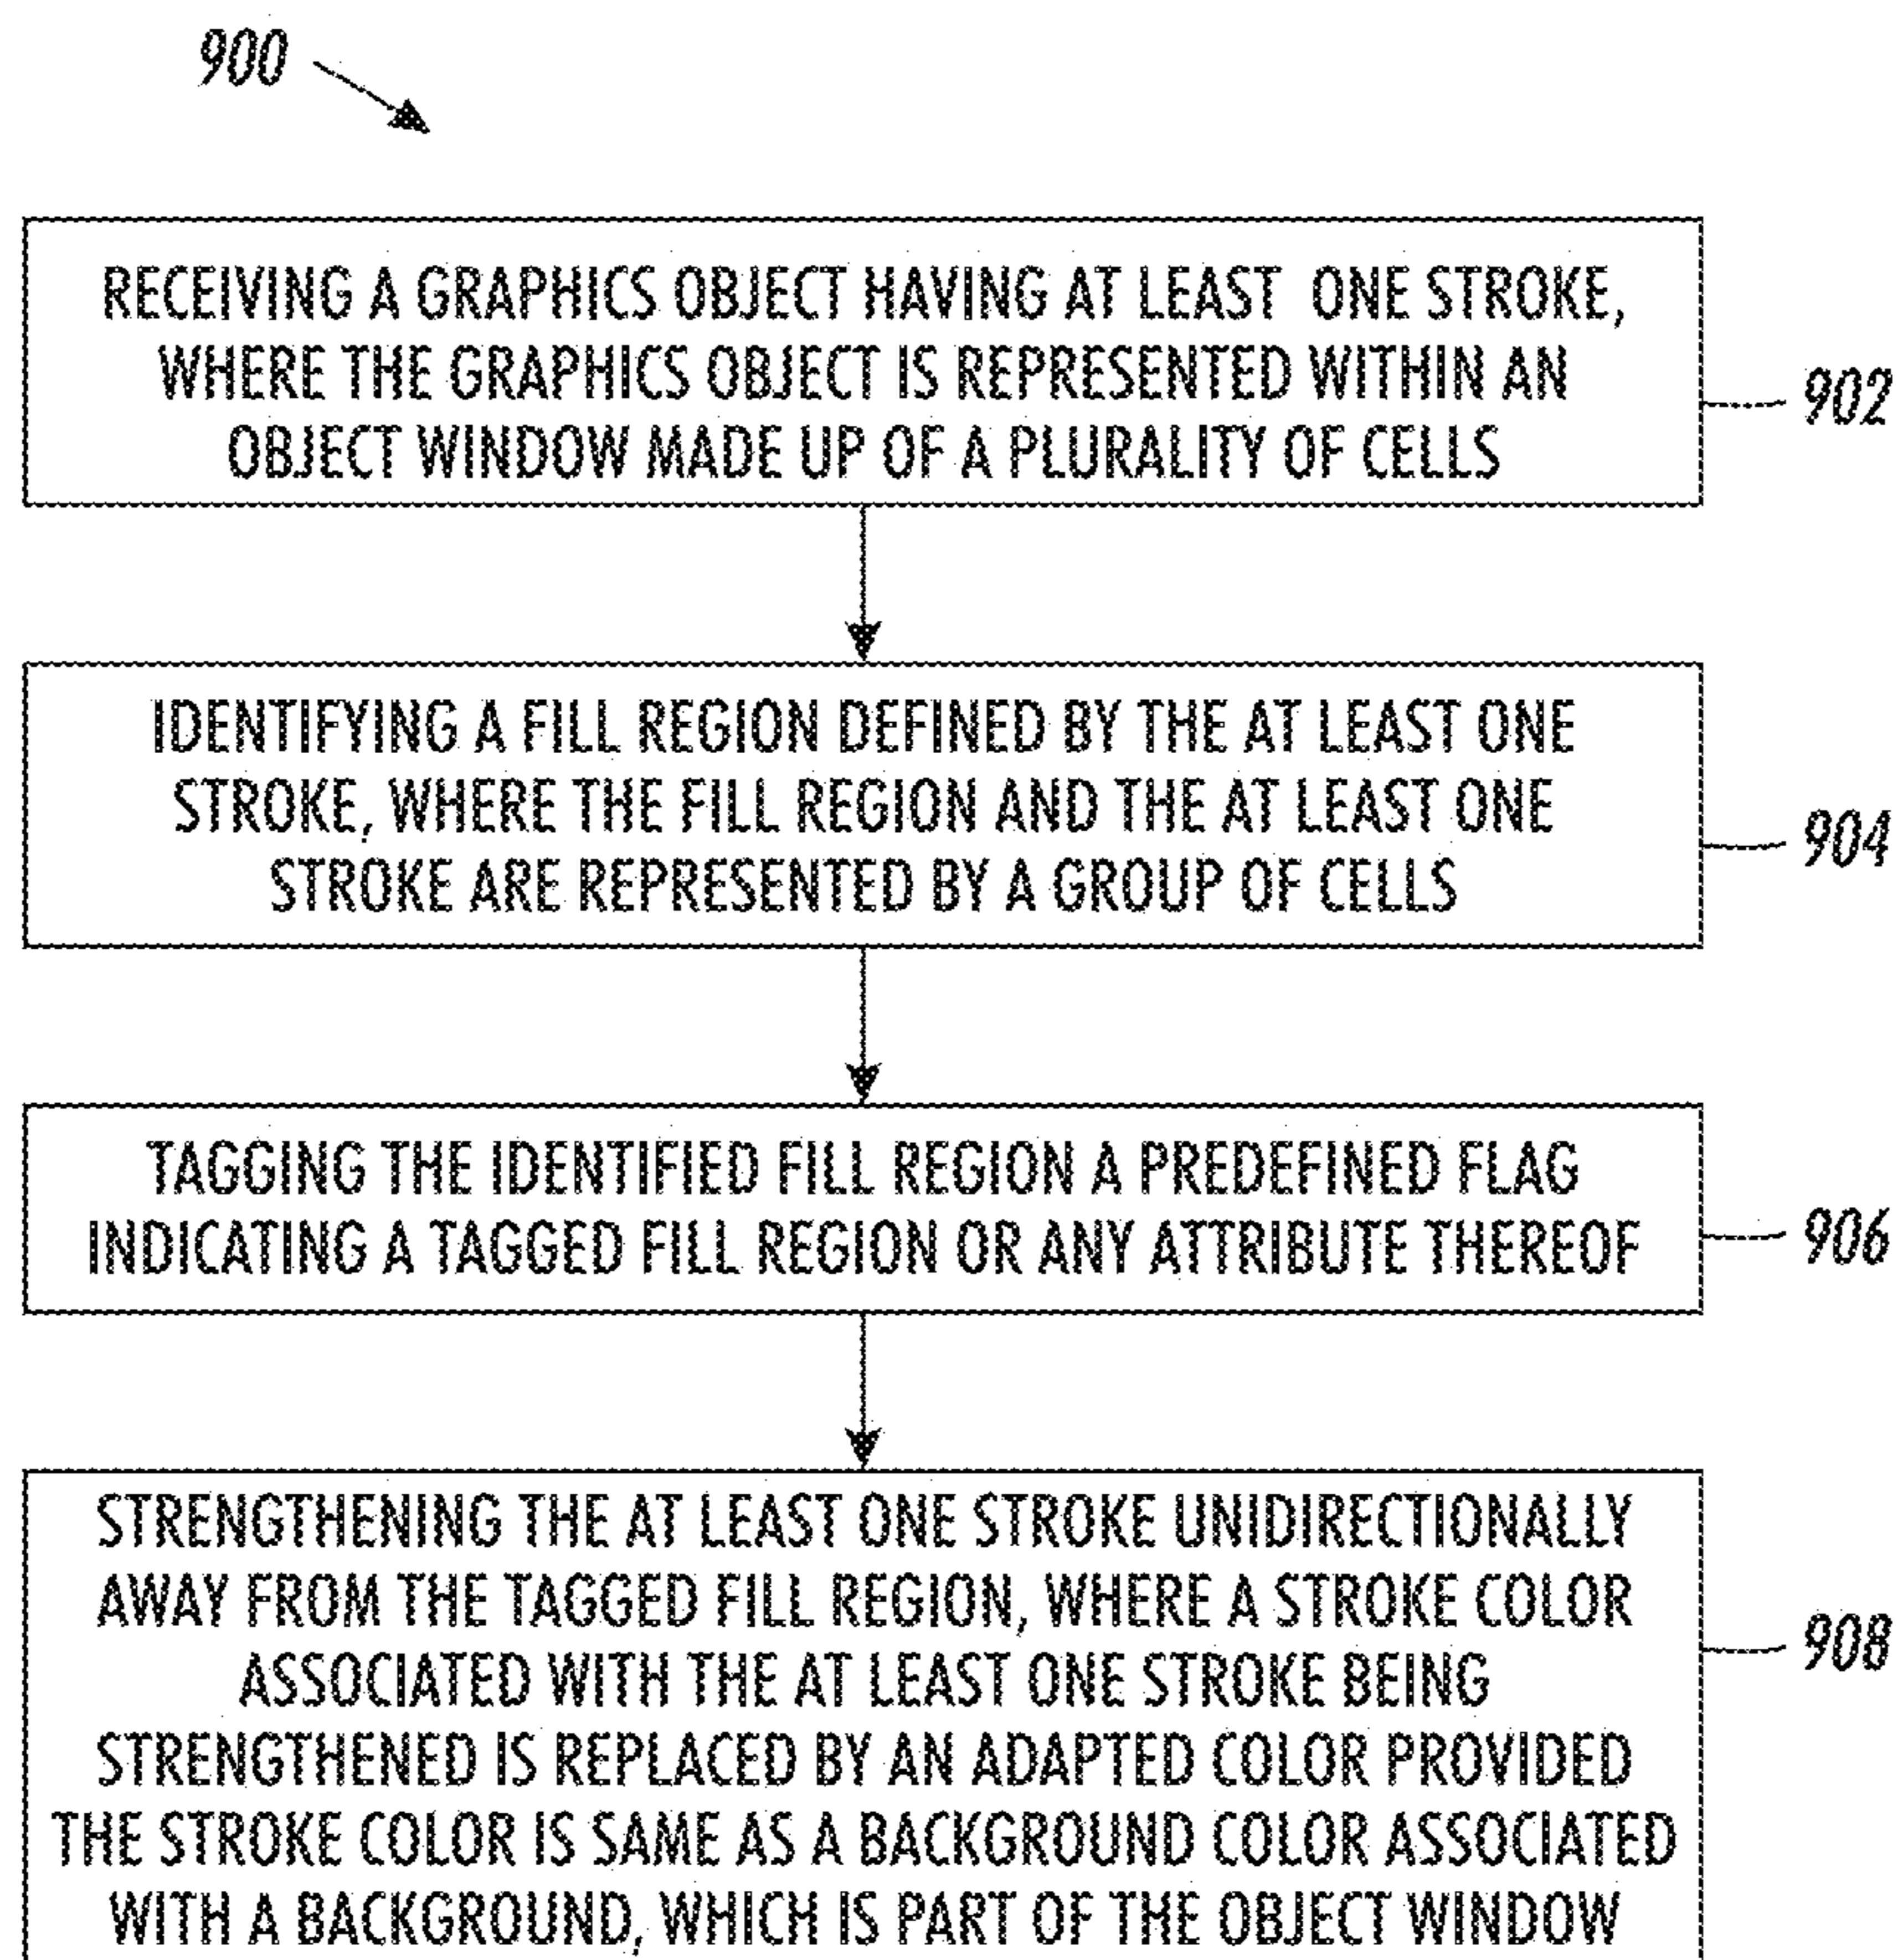 900
RECEIVING A GRAPHICS OBJECT HAVING AT LEAST ONE STROKE,
WHERE THE GRAPHICS OBJECT IS REPRESENTED WITHIN AN
OBJECT WINDOW MADE UP OF A PLURALITY OF CELLS
902
IDENTIFYING A FILL REGION DEFINED BY THE AT LEAST ONE
STROKE, WHERE THE FILL REGION AND THE AT LEAST ONE
STROKE ARE REPRESENTED BY A GROUP OF CELLS
904
TAGGING THE IDENTIFIED FILL REGION A PREDEFINED FLAG
INDICATING A TAGGED FILL REGION OR ANY ATTRIBUTE THEREOF
906
STRENGTHENING THE AT LEAST ONE STROKE UNIDIRECTIONALLY
AWAY FROM THE TAGGED FILL REGION, WHERE A STROKE COLOR
ASSOCIATED WITH THE AT LEAST ONE STROKE BEING
STRENGTHENED IS REPLACED BY AN ADAPTED COLOR PROVIDED
THE STROKE COLOR IS SAME AS A BACKGROUND COLOR ASSOCIATED
WITH A BACKGROUND, WHICH IS PART OF THE OBJECT WINDOW
908